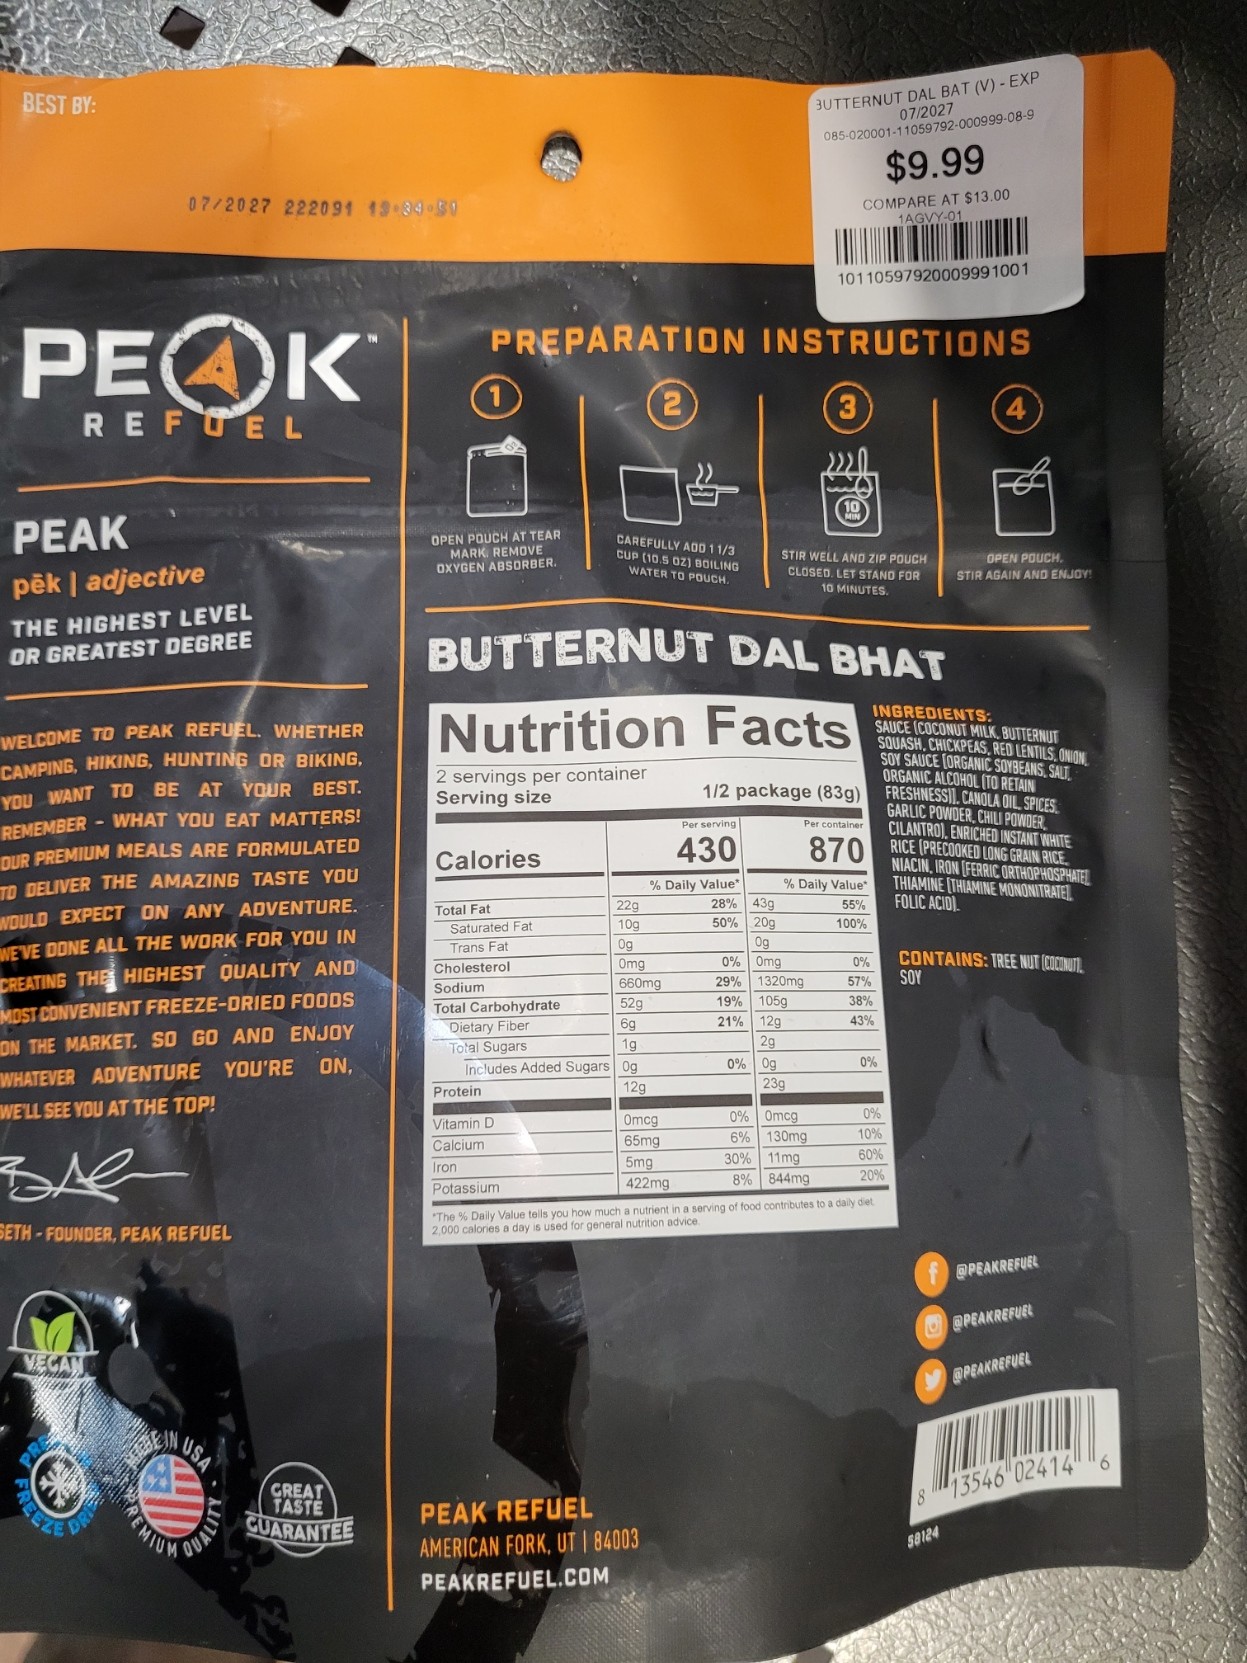 BEST BY:
07/2027 222091 19:34:51
BUTTERNUT DAL BAT (V) - EXP
07/2027
085-020001-11059792-000999-08-9
$9.99
COMPARE AT $13.00
1AGVY-01
10110597920009991001
PEAK™
REFUEL
PEAK
pēk | adjective
THE HIGHEST LEVEL
OR GREATEST DEGREE
WELCOME TO PEAK REFUEL. WHETHER
CAMPING, HIKING, HUNTING OR BIKING,
YOU WANT TO BE AT YOUR BEST.
REMEMBER - WHAT YOU EAT MATTERS!
OUR PREMIUM MEALS ARE FORMULATED
TO DELIVER THE AMAZING TASTE YOU
WOULD EXPECT ON ANY ADVENTURE.
WE'VE DONE ALL THE WORK FOR YOU IN
CREATING THE HIGHEST QUALITY AND
MOST CONVENIENT FREEZE-DRIED FOODS
ON THE MARKET. SO GO AND ENJOY
WHATEVER ADVENTURE YOU'RE ON,
WE'LL SEE YOU AT THE TOP!
SETH - FOUNDER, PEAK REFUEL
VEGAN
FREEZE DRIED
MADE IN USA
PREMIUM QUALITY
GREAT
TASTE
GUARANTEE
PREPARATION INSTRUCTIONS
1
OPEN POUCH AT TEAR
MARK. REMOVE
OXYGEN ABSORBER.
2
CAREFULLY ADD 1 1/3
CUP (10.5 OZ) BOILING
WATER TO POUCH.
3
10
MIN
STIR WELL AND ZIP POUCH
CLOSED. LET STAND FOR
10 MINUTES.
4
OPEN POUCH,
STIR AGAIN AND ENJOY!
BUTTERNUT DAL BHAT
Nutrition Facts
2 servings per container
Serving size 1/2 package (83g)
Per serving Per container
Calories 430 870
% Daily Value* % Daily Value*
Total Fat 22g 28% 43g 55%
Saturated Fat 10g 50% 20g 100%
Trans Fat 0g 0g
Cholesterol 0mg 0% 0mg 0%
Sodium 660mg 29% 1320mg 57%
Total Carbohydrate 52g 19% 105g 38%
Dietary Fiber 6g 21% 12g 43%
Total Sugars 1g 2g
Includes Added Sugars 0g 0% 0g 0%
Protein 12g 23g
Vitamin D 0mcg 0% 0mcg 0%
Calcium 65mg 6% 130mg 10%
Iron 5mg 30% 11mg 60%
Potassium 422mg 8% 844mg 20%
*The % Daily Value tells you how much a nutrient in a serving of food contributes to a daily diet.
2,000 calories a day is used for general nutrition advice.
INGREDIENTS:
SAUCE (COCONUT MILK, BUTTERNUT
SQUASH, CHICKPEAS, RED LENTILS, ONION,
SOY SAUCE [ORGANIC SOYBEANS, SALT,
ORGANIC ALCOHOL (TO RETAIN
FRESHNESS)], CANOLA OIL, SPICES,
GARLIC POWDER, CHILI POWDER,
CILANTRO), ENRICHED INSTANT WHITE
RICE (PRECOOKED LONG GRAIN RICE,
NIACIN, IRON [FERRIC ORTHOPHOSPHATE],
THIAMINE [THIAMINE MONONITRATE],
FOLIC ACID).
CONTAINS: TREE NUT (COCONUT),
SOY
@PEAKREFUEL
@PEAKREFUEL
@PEAKREFUEL
8 13546 02414 6
58124
PEAK REFUEL
AMERICAN FORK, UT | 84003
PEAKREFUEL.COM